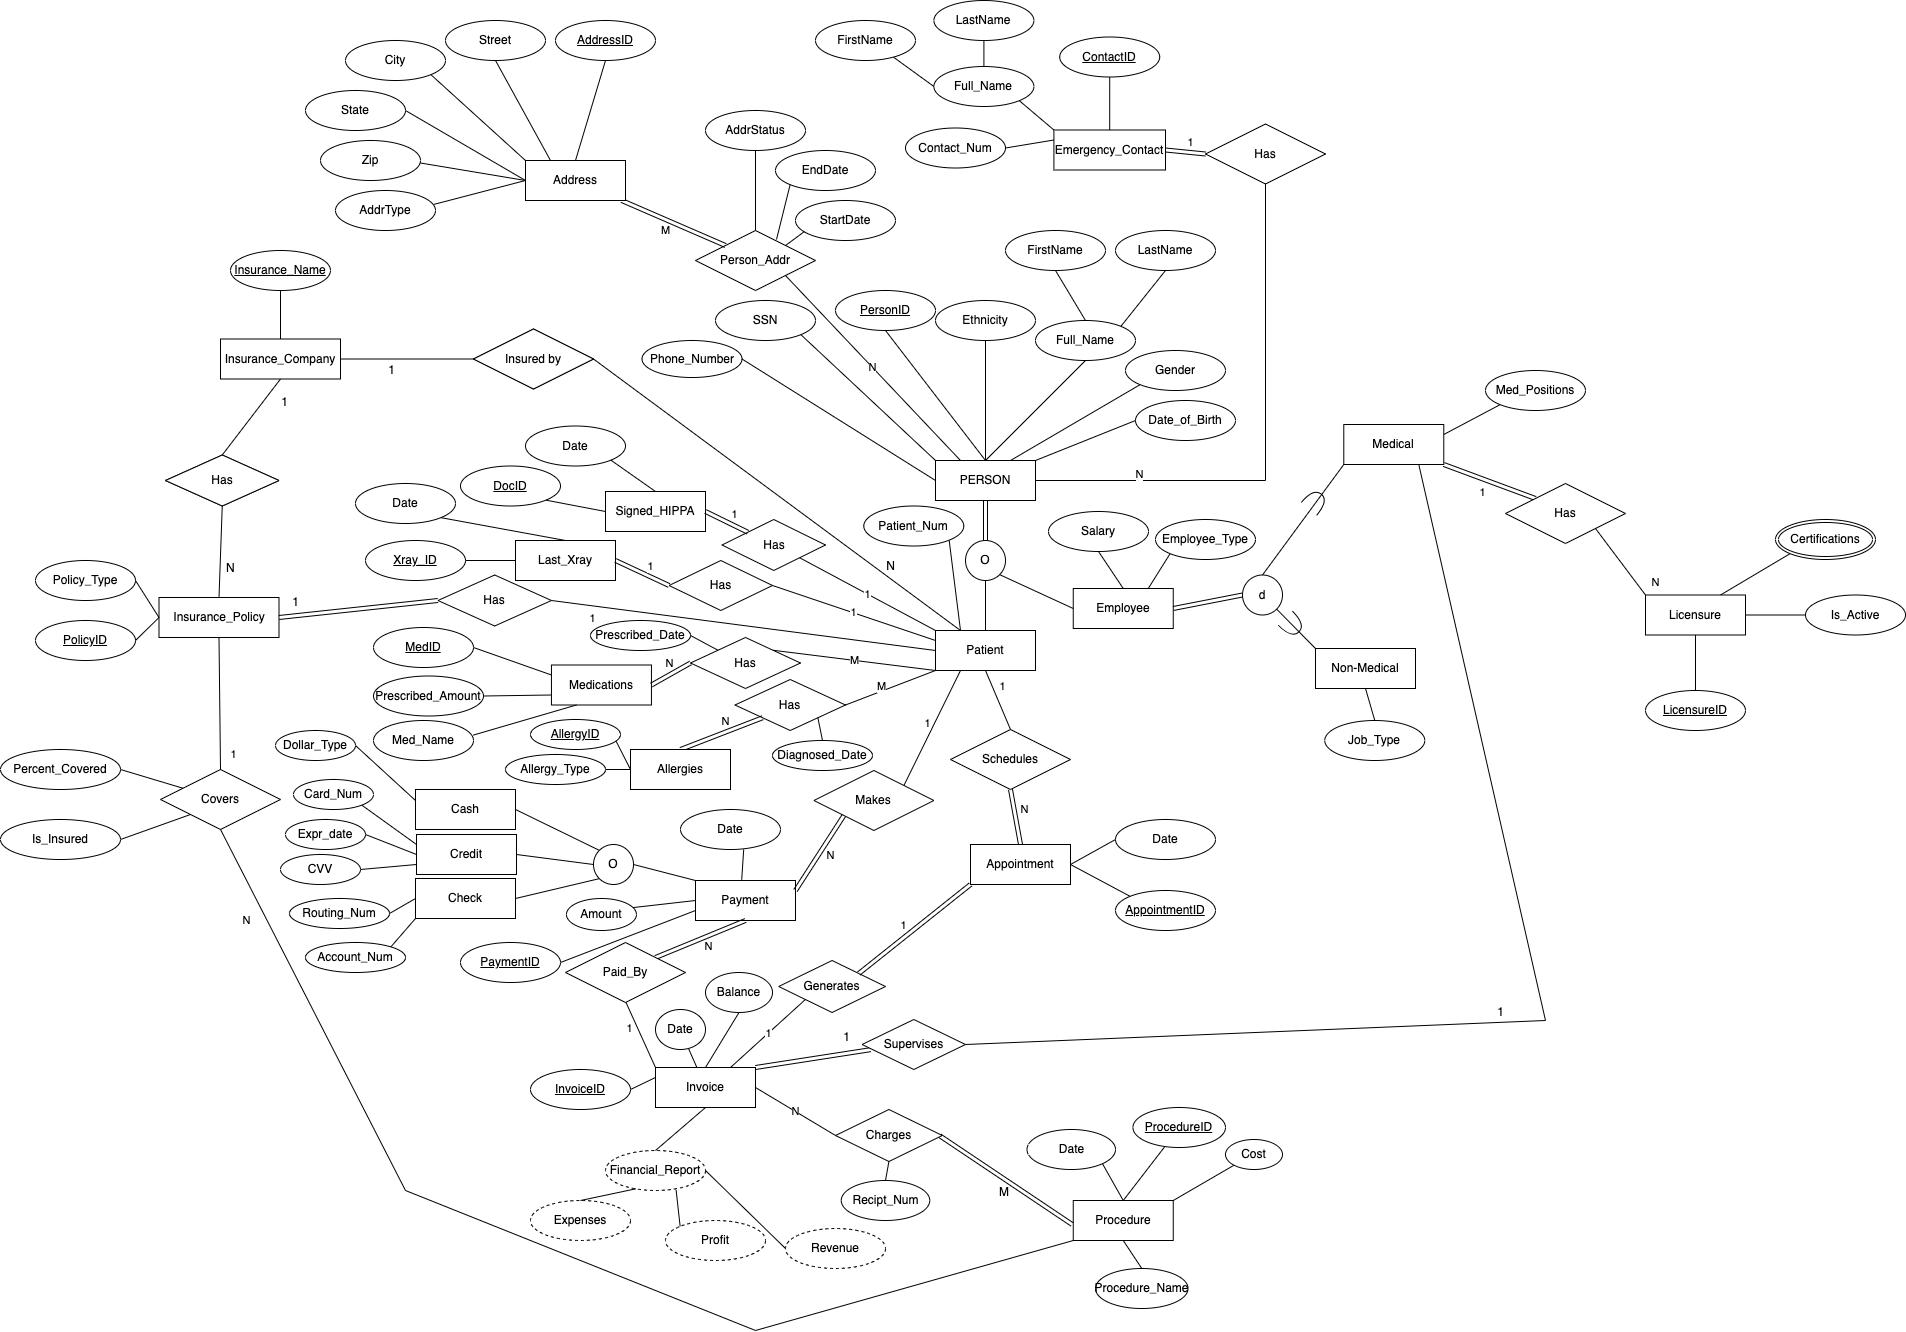 LastName
FirstName
Street
AddressID
City
ContactID
Full_Name
State
AddrStatus
Contact_Num
Emergency_Contact
1
Has
Zip
EndDate
Address
AddrType
StartDate
M
Person_Addr
FirstName
LastName
Insurance_Name
SSN
PersonID
Ethnicity
Full_Name
Insurance_Company
1
Insured by
Phone_Number
N
Gender
Med_Positions
1
Date_of_Birth
Medical
Date
Has
DocID
PERSON
N
1
Has
Date
Signed_HIPPA
1
Patient_Num
Salary
Employee_Type
Certifications
Xray_ID
Last_Xray
1
Has
O
N
N
Has
Policy_Type
1
Has
1
d
N
1
Employee
Insurance_Policy
1
Licensure
Is_Active
PolicyID
Prescribed_Date
MedID
N
Has
M
Patient
Non-Medical
Medications
M
1
Prescribed_Amount
Has
LicensureID
AllergyID
N
1
Med_Name
Job_Type
Dollar_Type
1
Diagnosed_Date
Schedules
Percent_Covered
Allergy_Type
Allergies
Card_Num
Covers
Makes
Cash
N
Expr_date
Date
Is_Insured
Date
Credit
O
N
Appointment
CVV
Check
Payment
Routing_Num
Amount
AppointmentID
N
1
Account_Num
N
PaymentID
Paid_By
Generates
Balance
1
1
Date
1
1
Supervises
InvoiceID
Invoice
N
Charges
ProcedureID
Date
Cost
Financial_Report
M
Recipt_Num
Expenses
Procedure
Profit
Revenue
Procedure_Name